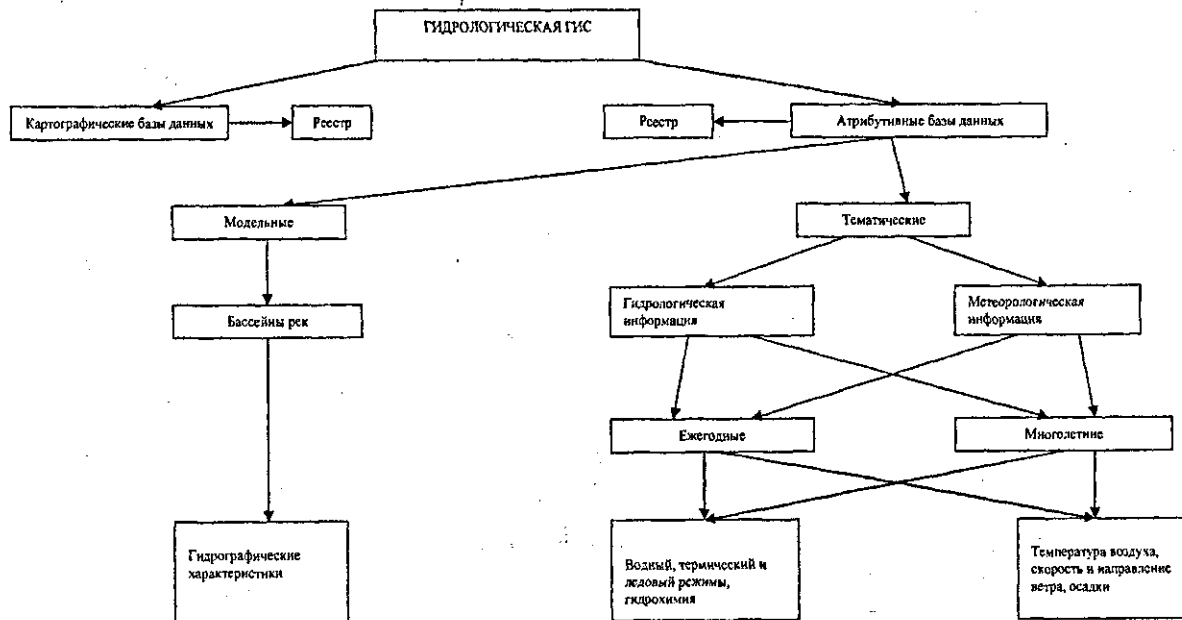 ГИДРОЛОГИЧЕСКАЯ ГИС
Картографические базы данных
Реестр
Реестр
Атрибутивные базы данных
Модельные
Тематические
Гидрологическая
информация
Метеорологическая
информация
Бассейны рек
Ежегодные
Многолетние
Гидрографические
характеристики
Водный, термический и
ледовый режимы,
гидрохимия
Температура воздуха,
скорость и направление
ветра, осадки